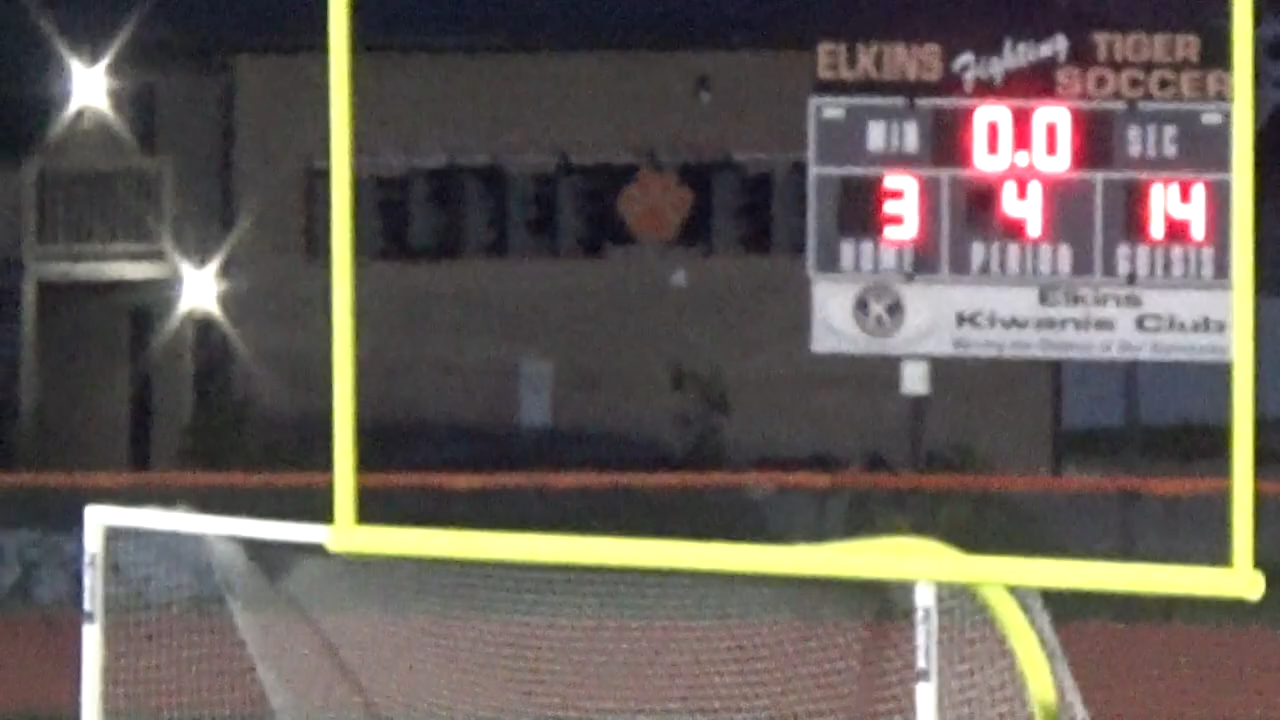 ELKINS Fighting TIGER
SOCCER
MIN 0.0 SEC
3 4 14
HOME PERIOD GUESTS
Elkins
Kiwanis Club